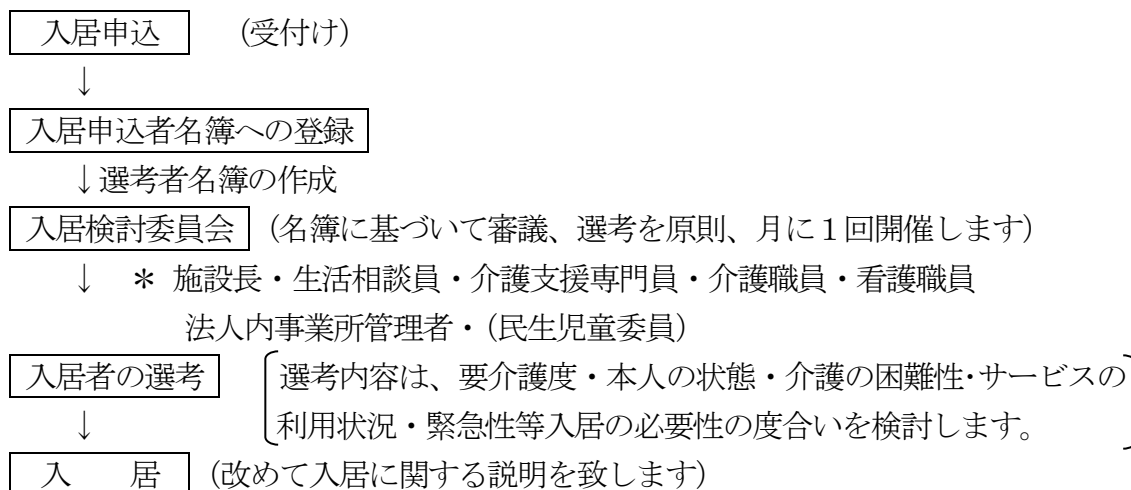 入居申込 (受付け)
↓
入居申込者名簿への登録
↓選考者名簿の作成
入居検討委員会 (名簿に基づいて審議、選考を原則、月に１回開催します)
↓ ＊ 施設長・生活相談員・介護支援専門員・介護職員・看護職員
法人内事業所管理者・(民生児童委員)
入居者の選考 選考内容は、要介護度・本人の状態・介護の困難性・サービスの
↓ 利用状況・緊急性等入居の必要性の度合いを検討します。
入　居 (改めて入居に関する説明を致します)